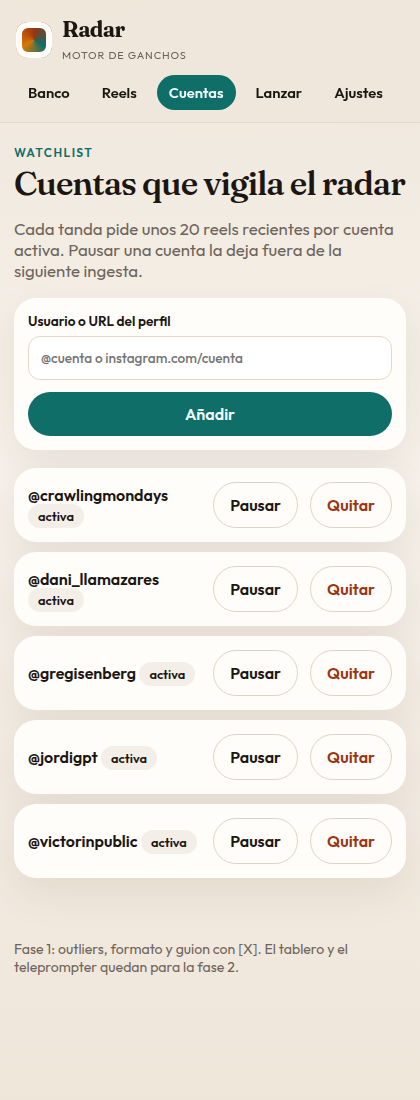 Radar
MOTOR DE GANCHOS
Banco Reels Cuentas Lanzar Ajustes
WATCHLIST
Cuentas que vigila el radar
Cada tanda pide unos 20 reels recientes por cuenta
activa. Pausar una cuenta la deja fuera de la
siguiente ingesta.
Usuario o URL del perfil
@cuenta o instagram.com/cuenta
Añadir
@crawlingmondays
activa
Pausar Quitar
@dani_llamazares
activa
Pausar Quitar
@gregisenberg activa Pausar Quitar
@jordigpt activa Pausar Quitar
@victorinpublic activa Pausar Quitar
Fase 1: outliers, formato y guion con [X]. El tablero y el
teleprompter quedan para la fase 2.